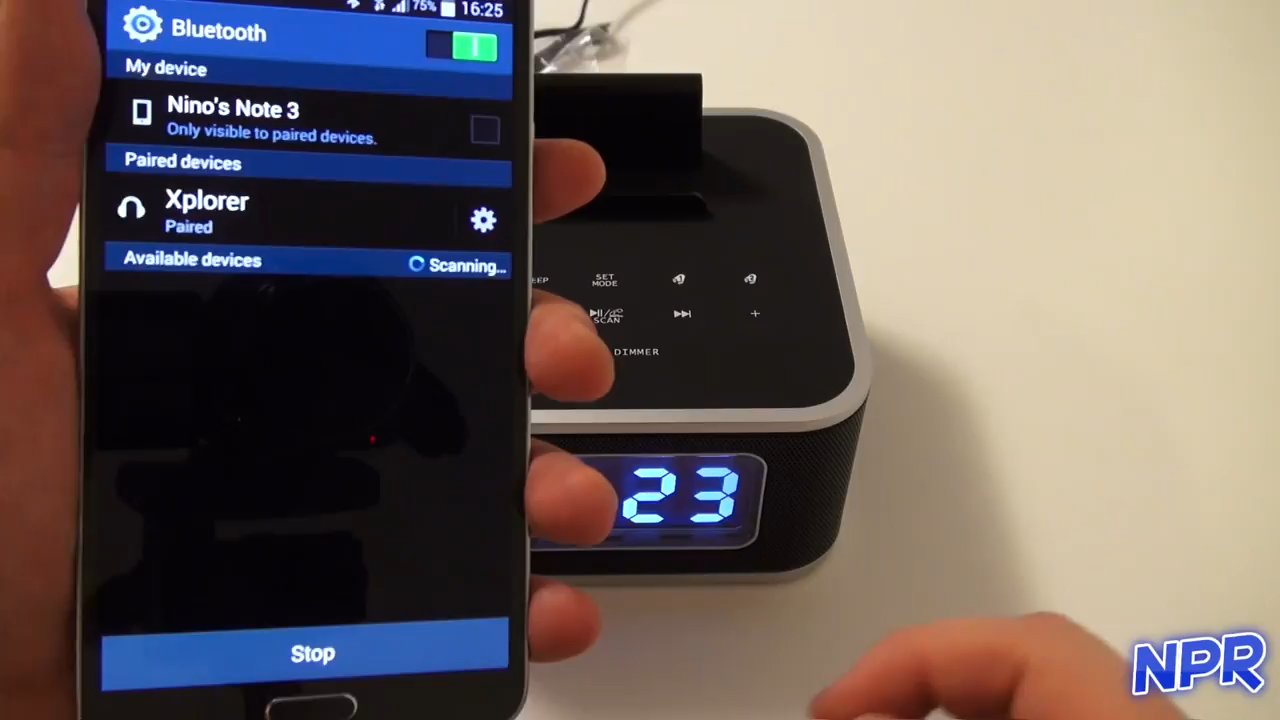 75% 16:25
Bluetooth
My device
Nino's Note 3
Only visible to paired devices.
Paired devices
Xplorer
Paired
Available devices Scanning...
Stop
SET
MODE
SCAN
+
DIMMER
23
NPR